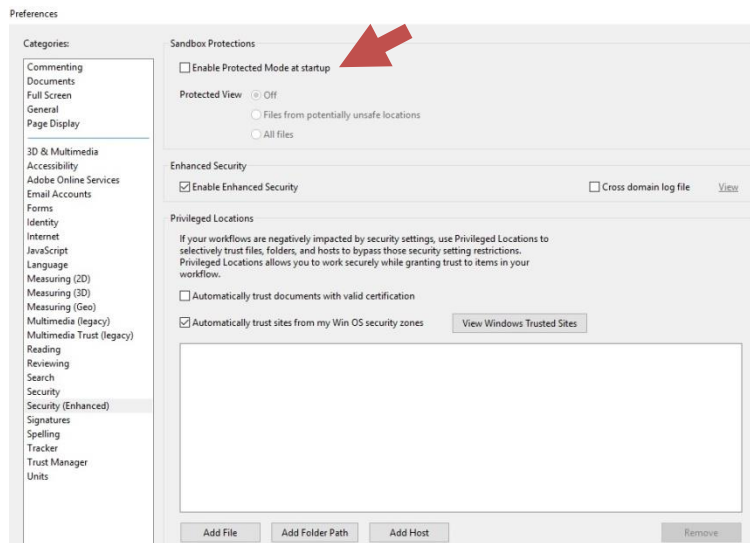 Preferences
Categories:
Commenting
Documents
Full Screen
General
Page Display
3D & Multimedia
Accessibility
Adobe Online Services
Email Accounts
Forms
Identity
Internet
JavaScript
Language
Measuring (2D)
Measuring (3D)
Measuring (Geo)
Multimedia (legacy)
Multimedia Trust (legacy)
Reading
Reviewing
Search
Security
Security (Enhanced)
Signatures
Spelling
Tracker
Trust Manager
Units
Sandbox Protections
Enable Protected Mode at startup
Protected View Off
Files from potentially unsafe locations
All files
Enhanced Security
Enable Enhanced Security Cross domain log file View
Privileged Locations
If your workflows are negatively impacted by security settings, use Privileged Locations to
selectively trust files, folders, and hosts to bypass those security setting restrictions.
Privileged Locations allows you to work securely while granting trust to items in your
workflow.
Automatically trust documents with valid certification
Automatically trust sites from my Win OS security zones View Windows Trusted Sites
Add File Add Folder Path Add Host Remove